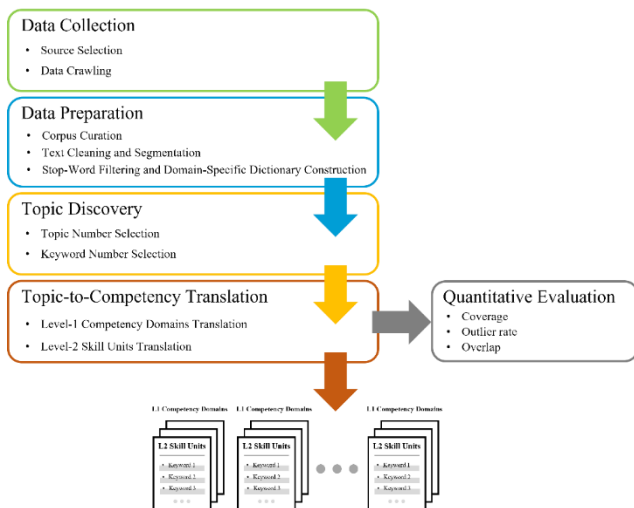 Data Collection
• Source Selection
• Data Crawling
Data Preparation
• Corpus Curation
• Text Cleaning and Segmentation
• Stop-Word Filtering and Domain-Specific Dictionary Construction
Topic Discovery
• Topic Number Selection
• Keyword Number Selection
Topic-to-Competency Translation
• Level-1 Competency Domains Translation
• Level-2 Skill Units Translation
Quantitative Evaluation
• Coverage
• Outlier rate
• Overlap
L1 Competency Domains
L2 Skill Units
• Keyword 1
• Keyword 2
• Keyword 3
L1 Competency Domains
L2 Skill Units
• Keyword 1
• Keyword 2
• Keyword 3
L1 Competency Domains
L2 Skill Units
• Keyword 1
• Keyword 2
• Keyword 3